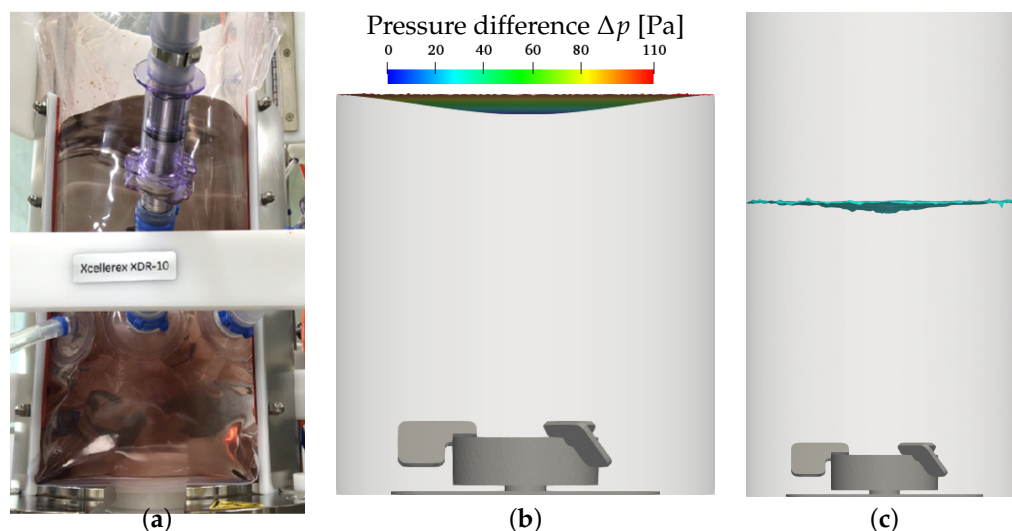 Pressure difference Δp [Pa]
0 20 40 60 80 110
Xcellerex XDR-10
(a) (b) (c)